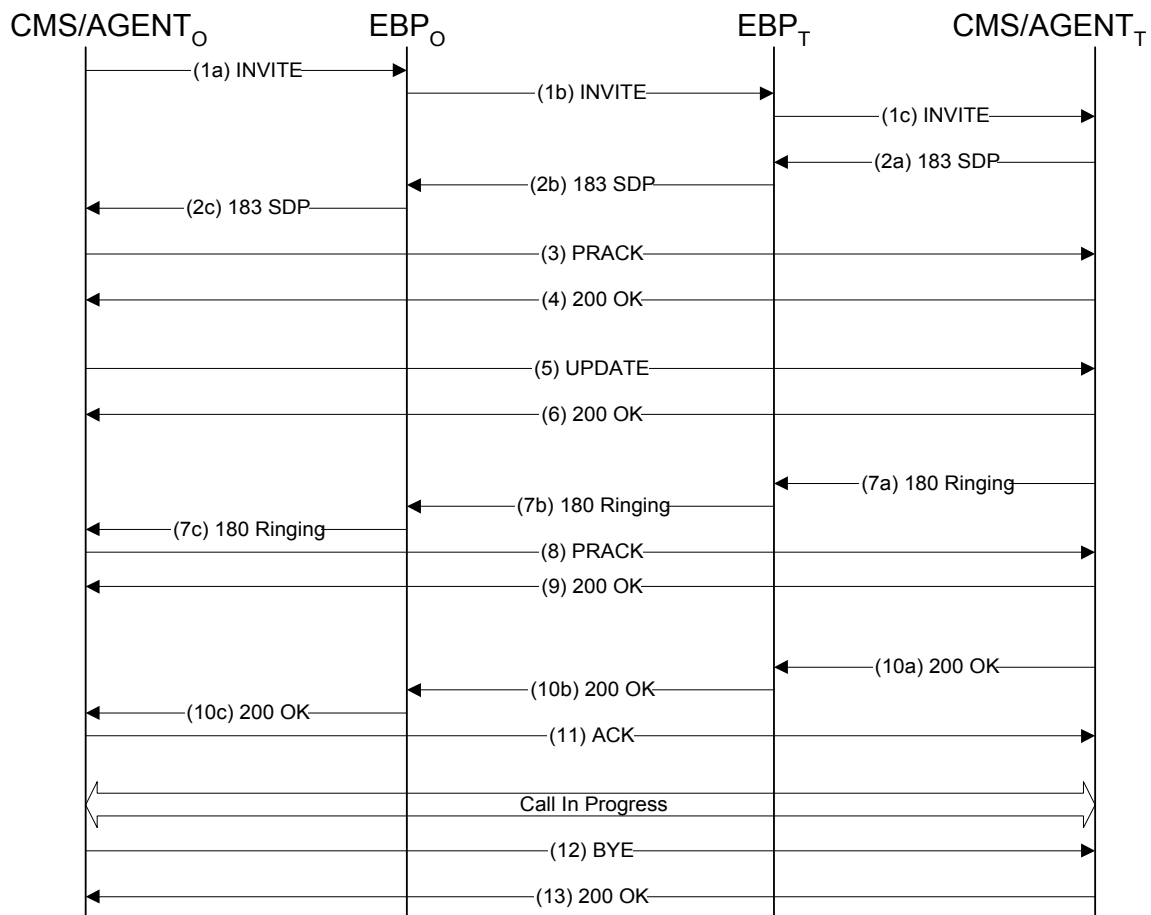 CMS/AGENTO EBPO EBPT CMS/AGENTT
(1a) INVITE
(1b) INVITE
(1c) INVITE
(2a) 183 SDP
(2b) 183 SDP
(2c) 183 SDP
(3) PRACK
(4) 200 OK
(5) UPDATE
(6) 200 OK
(7a) 180 Ringing
(7b) 180 Ringing
(7c) 180 Ringing
(8) PRACK
(9) 200 OK
(10a) 200 OK
(10b) 200 OK
(10c) 200 OK
(11) ACK
Call In Progress
(12) BYE
(13) 200 OK